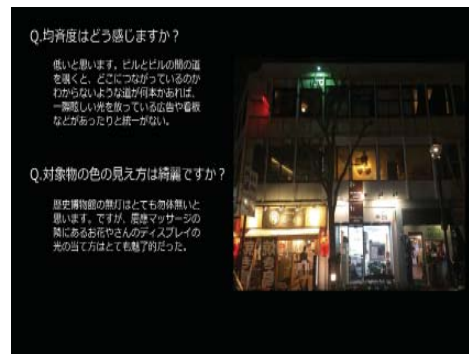 Q.均斉度はどう感じますか？
低いと思います。ビルとビルの間の道
を覗くと、どこにつながっているのか
わからないような道が何本かあれば、
一際眩しい光を放っている広告や看板
などがあったりと統一がない。
Q.対象物の色の見え方は綺麗ですか？
歴史博物館の無灯はとても勿体無いと
思います。ですが、屋應マッサージの
隣にあるお花やさんのディスプレイの
光の当て方はとても魅了的だった。